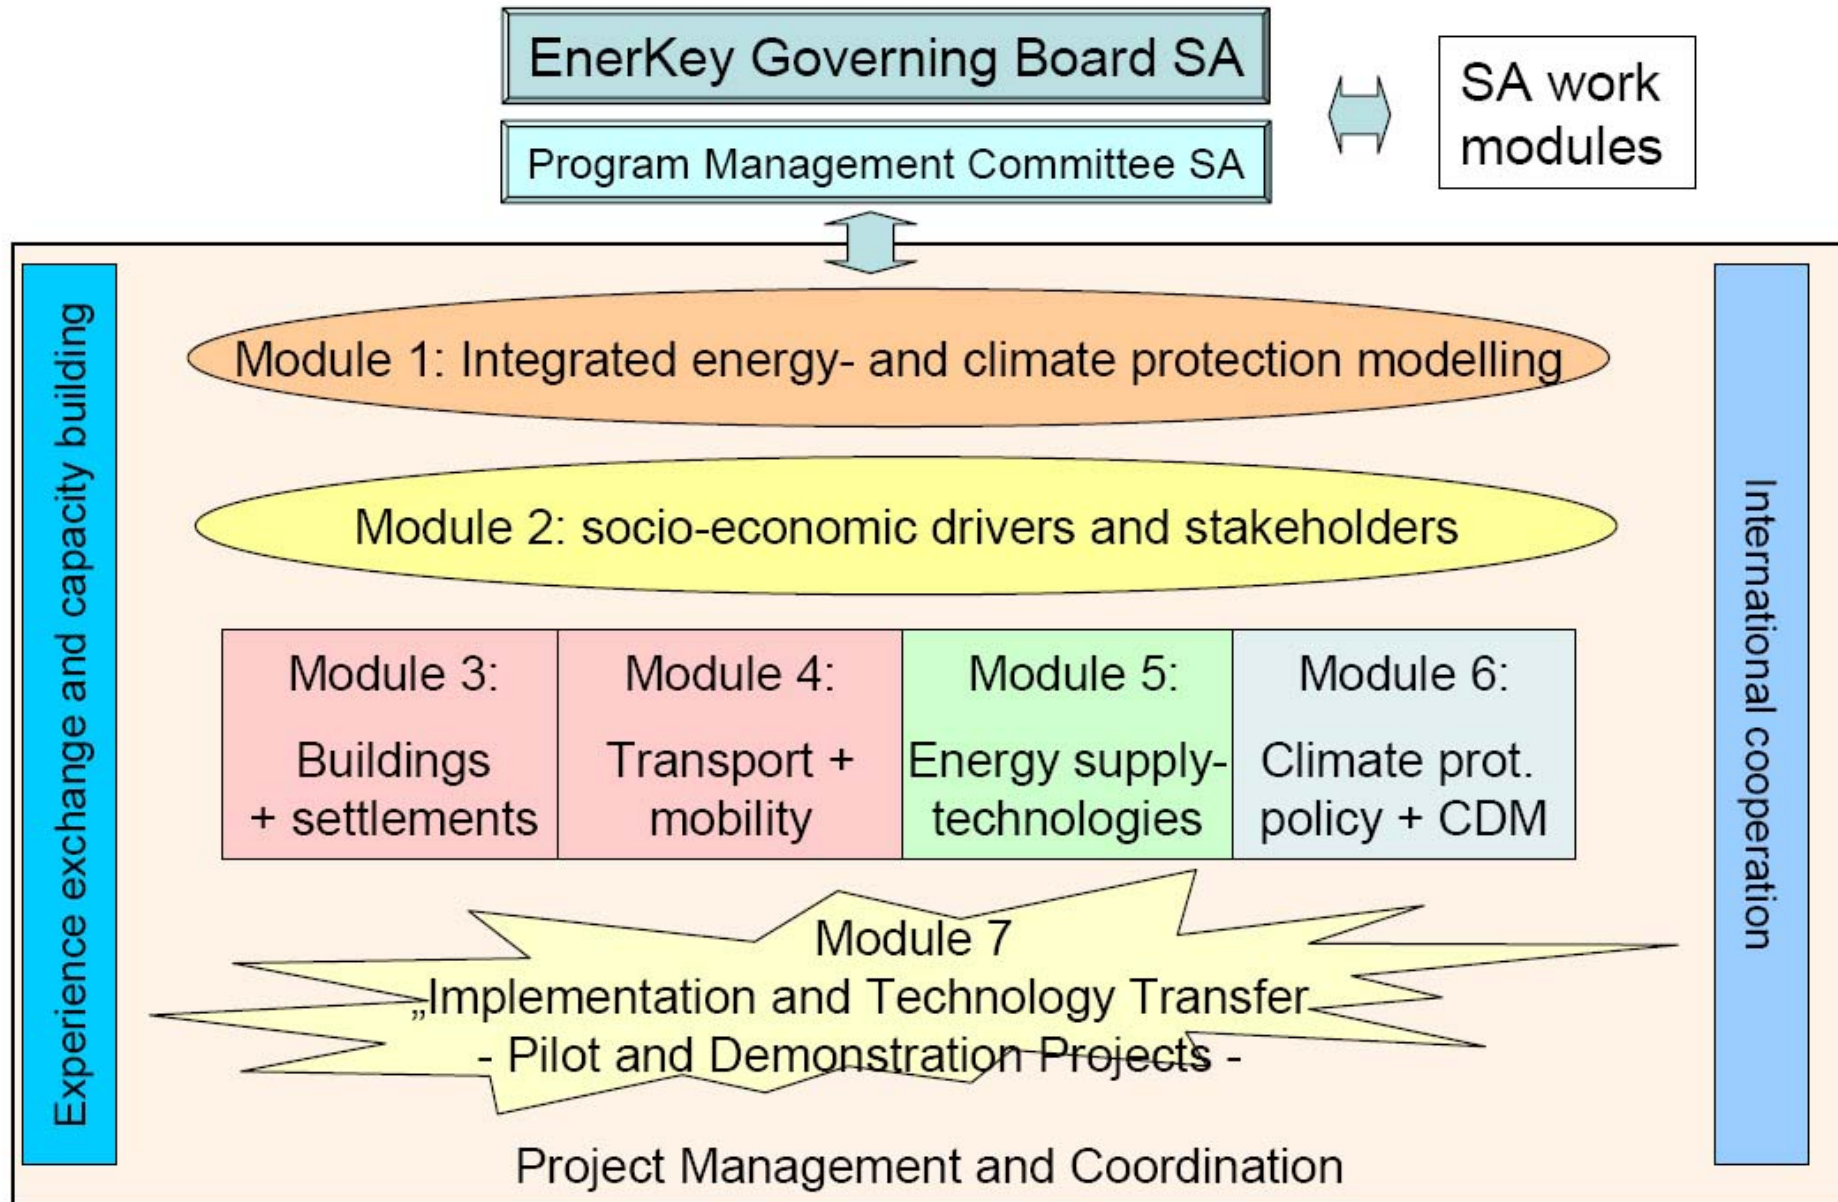 EnerKey Governing Board SA
Program Management Committee SA
SA work
modules
Experience exchange and capacity building
Module 1: Integrated energy- and climate protection modelling
Module 2: socio-economic drivers and stakeholders
Module 3:
Buildings
+ settlements
Module 4:
Transport +
mobility
Module 5:
Energy supply-
technologies
Module 6:
Climate prot.
policy + CDM
Module 7
„Implementation and Technology Transfer
- Pilot and Demonstration Projects -
Project Management and Coordination
International cooperation